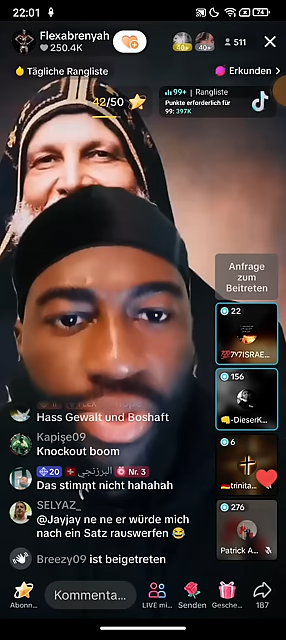 22:01
74
Flexabrenyah
250.4K
40+
40+
511
Tägliche Rangliste
Erkunden
42/50
99+ | Rangliste
Punkte erforderlich für
99: 397K
Anfrage
zum
Beitreten
22
156
-DieserK...
6
trinita...
276
Patrick A...
Hass Gewalt und Boshaft
Kapişe09
Knockout boom
20 البرزنجي Nr. 3
Das stimmt nicht hahahah
SELYAZ_
@Jayjay ne ne er würde mich
nach ein Satz rauswerfen 😂
Breezy09 ist beigetreten
Abonn...
Kommenta...
LIVE mi...
Senden
Gesche...
187